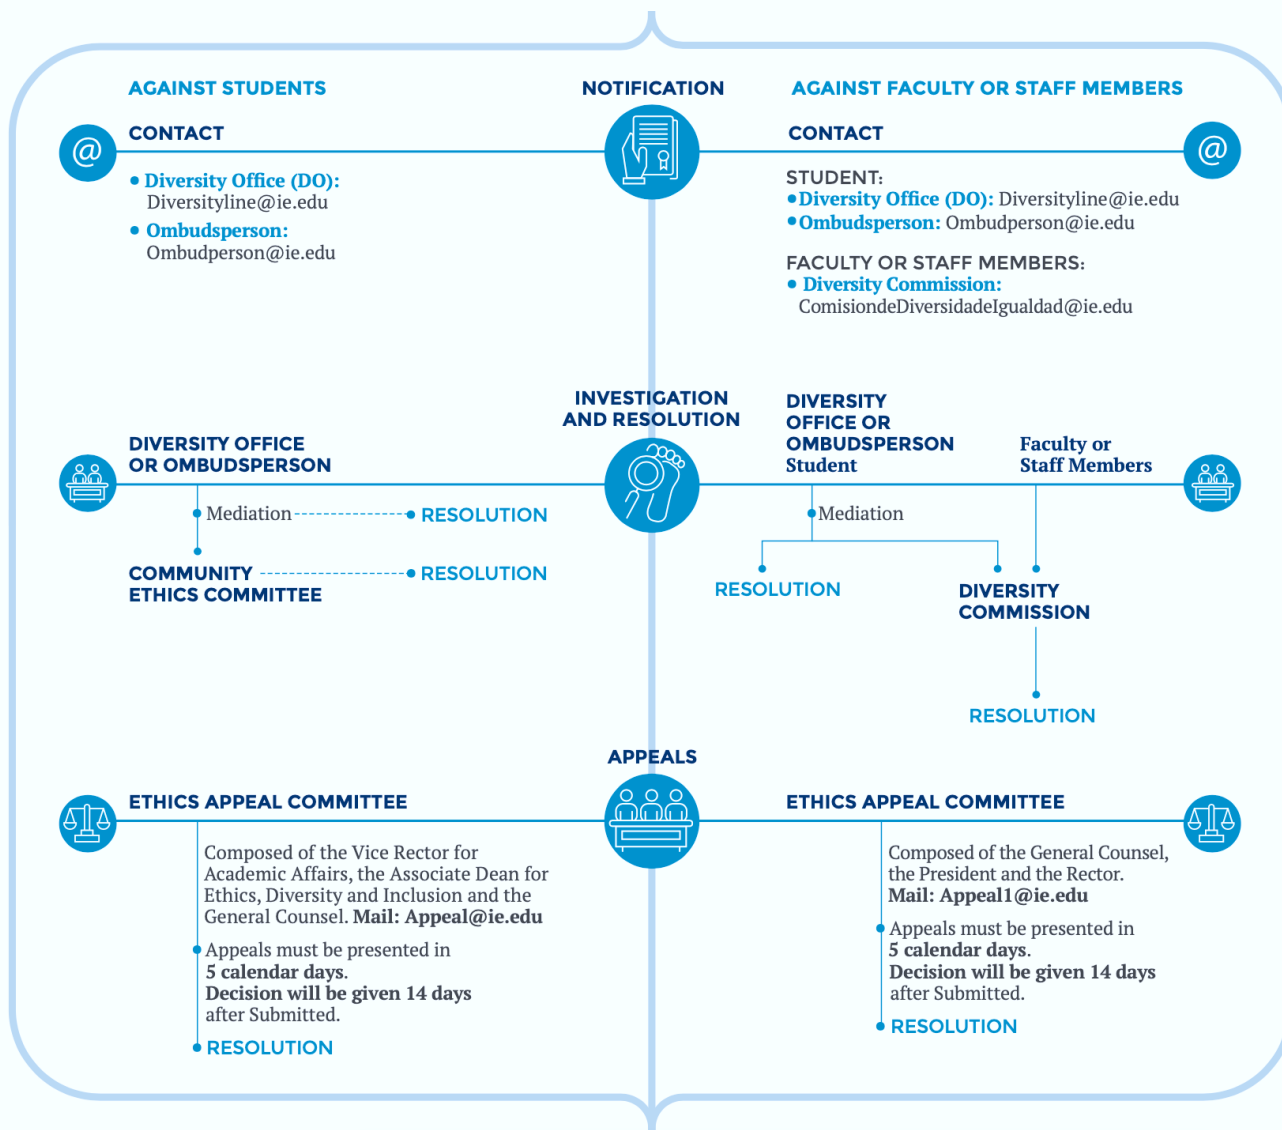 AGAINST STUDENTS
NOTIFICATION
AGAINST FACULTY OR STAFF MEMBERS
@
CONTACT
• Diversity Office (DO):
Diversityline@ie.edu
• Ombudsperson:
Ombudperson@ie.edu
CONTACT
@
STUDENT:
•Diversity Office (DO): Diversityline@ie.edu
•Ombudsperson: Ombudperson@ie.edu
FACULTY OR STAFF MEMBERS:
• Diversity Commission:
ComisiondeDiversidadeIgualdad@ie.edu
INVESTIGATION
AND RESOLUTION
DIVERSITY OFFICE
OR OMBUDSPERSON
Mediation
RESOLUTION
COMMUNITY
ETHICS COMMITTEE
RESOLUTION
DIVERSITY
OFFICE OR
OMBUDSPERSON
Student
Faculty or
Staff Members
Mediation
RESOLUTION
DIVERSITY
COMMISSION
RESOLUTION
APPEALS
ETHICS APPEAL COMMITTEE
Composed of the Vice Rector for
Academic Affairs, the Associate Dean for
Ethics, Diversity and Inclusion and the
General Counsel. Mail: Appeal@ie.edu
Appeals must be presented in
5 calendar days.
Decision will be given 14 days
after Submitted.
RESOLUTION
ETHICS APPEAL COMMITTEE
Composed of the General Counsel,
the President and the Rector.
Mail: Appeal1@ie.edu
Appeals must be presented in
5 calendar days.
Decision will be given 14 days
after Submitted.
RESOLUTION